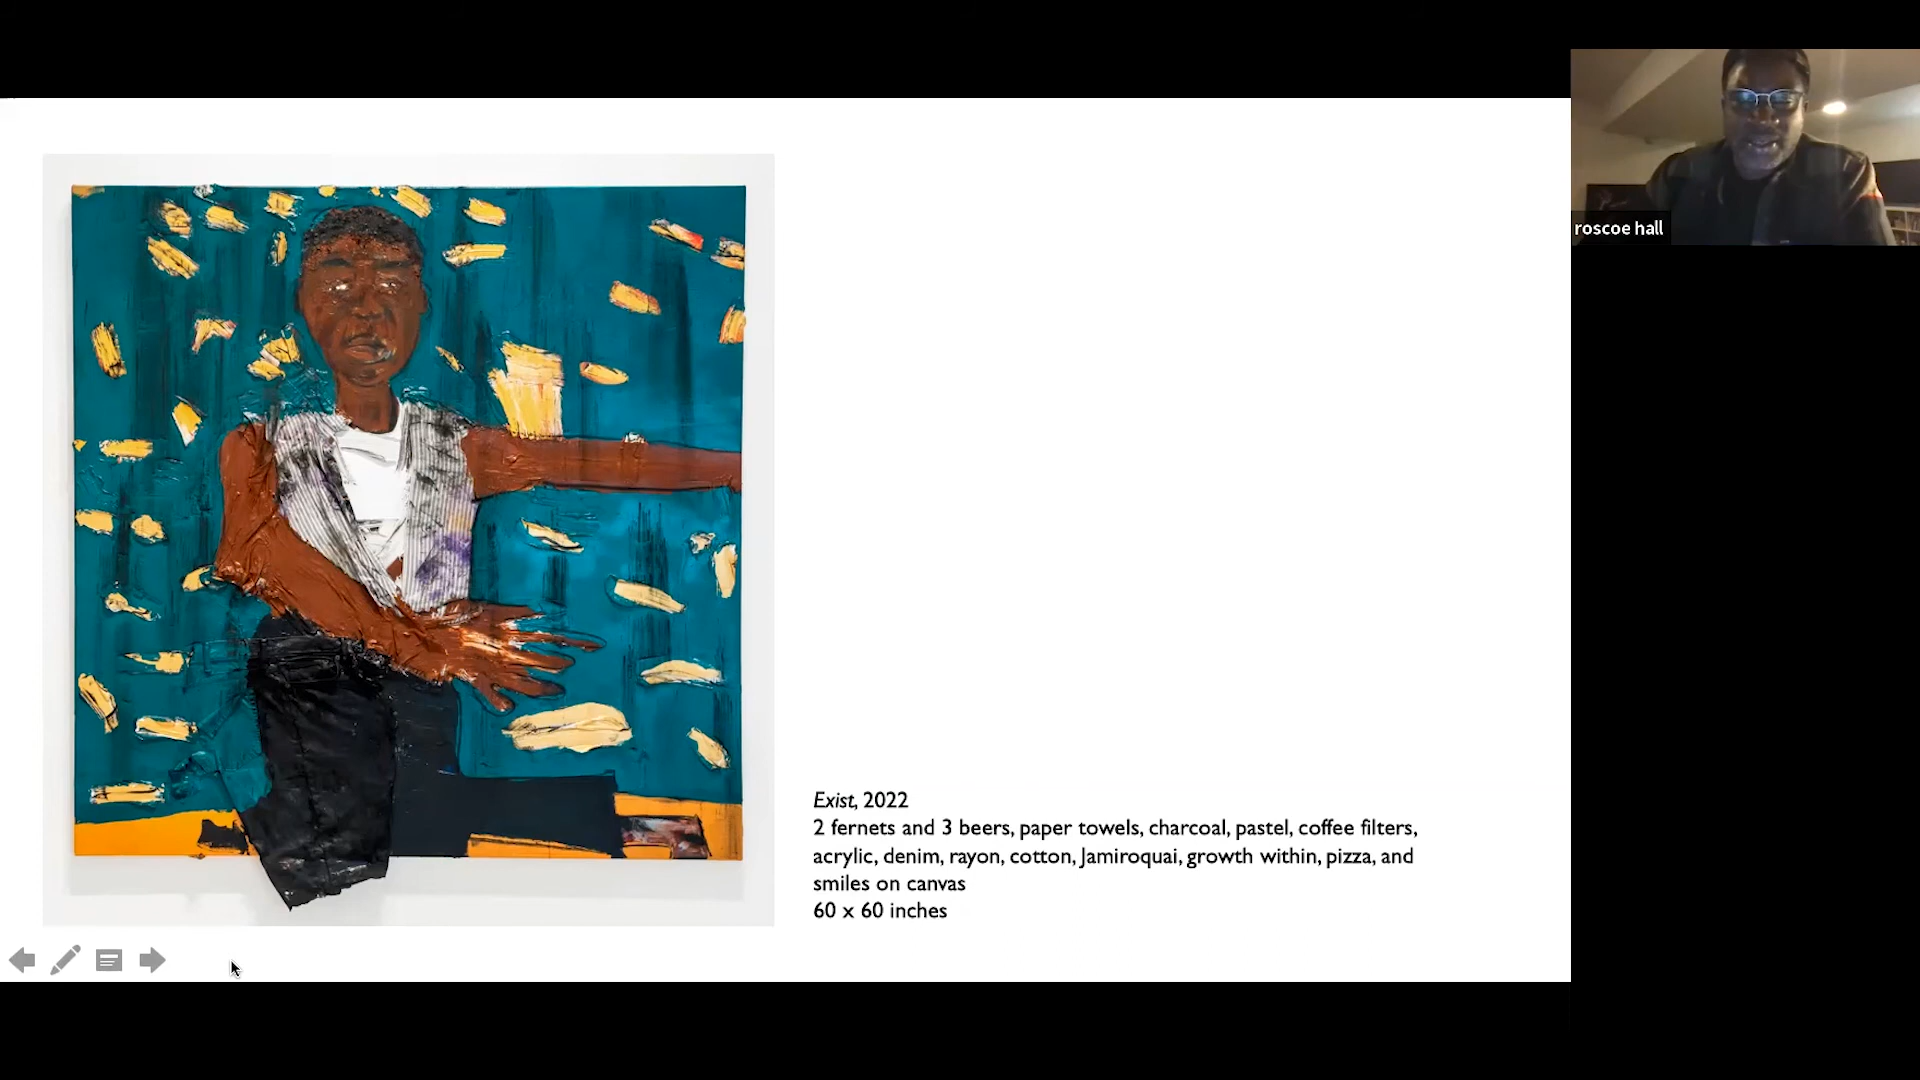 roscoe hall
Exist, 2022
2 fernets and 3 beers, paper towels, charcoal, pastel, coffee filters,
acrylic, denim, rayon, cotton, Jamiroquai, growth within, pizza, and
smiles on canvas
60 x 60 inches